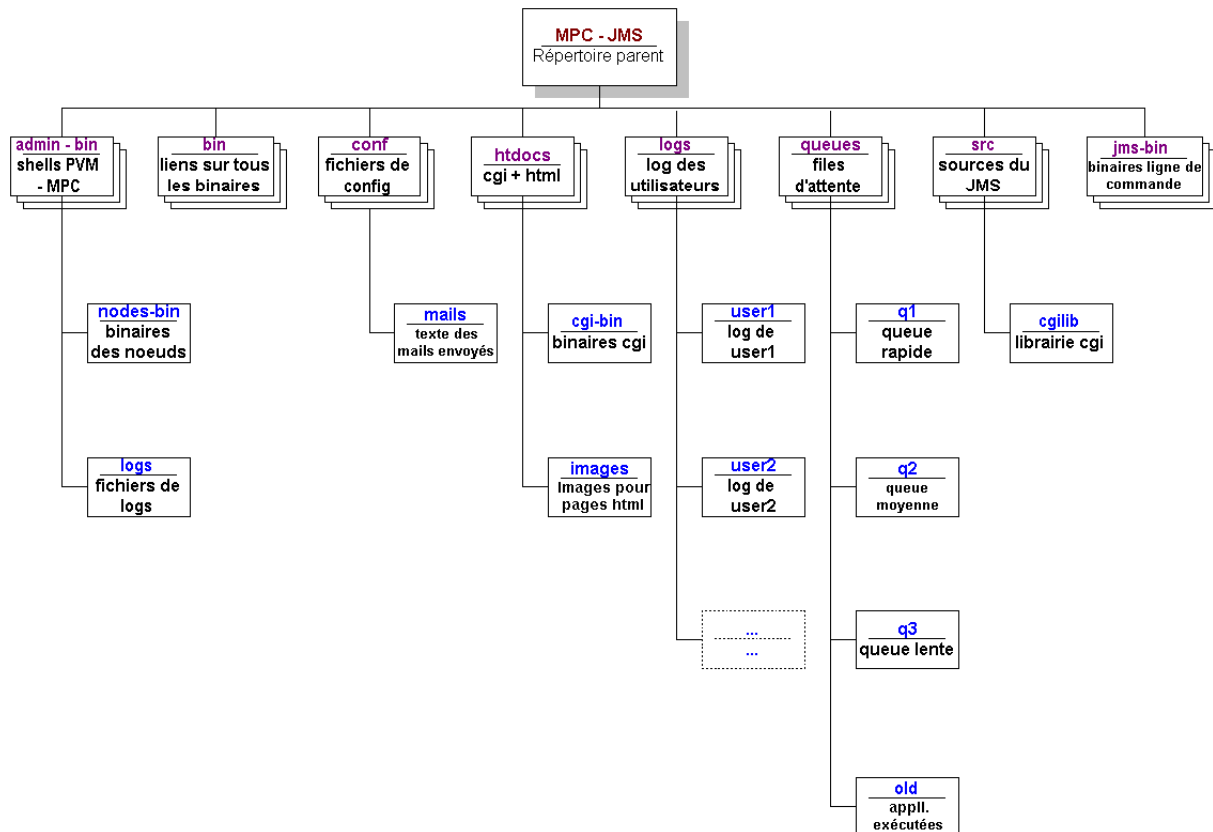 MPC - JMS
Répertoire parent
admin - bin
shells PVM
- MPC
bin
liens sur tous
les binaires
conf
fichiers de
config
htdocs
cgi + html
logs
log des
utilisateurs
queues
files
d'attente
src
sources du
JMS
jms-bin
binaires ligne de
commande
nodes-bin
binaires
des noeuds
mails
texte des
mails envoyés
cgi-bin
binaires cgi
user1
log de
user1
q1
queue
rapide
cgilib
librairie cgi
logs
fichiers de
logs
images
Images pour
pages html
user2
log de
user2
q2
queue
moyenne
...
...
q3
queue lente
old
appli.
exécutées